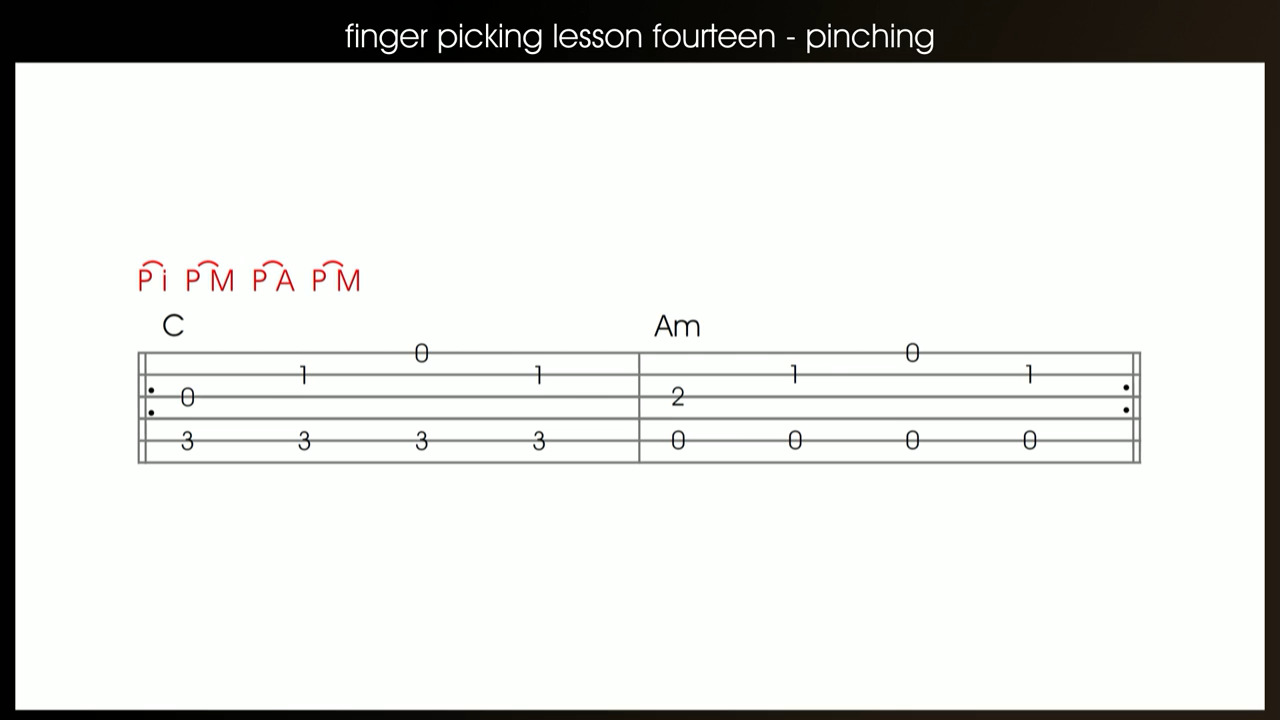 finger picking lesson fourteen - pinching
P i P M P A P M
C Am
0 0
1 1 1 1
0 2
3 3 3 3 0 0 0 0